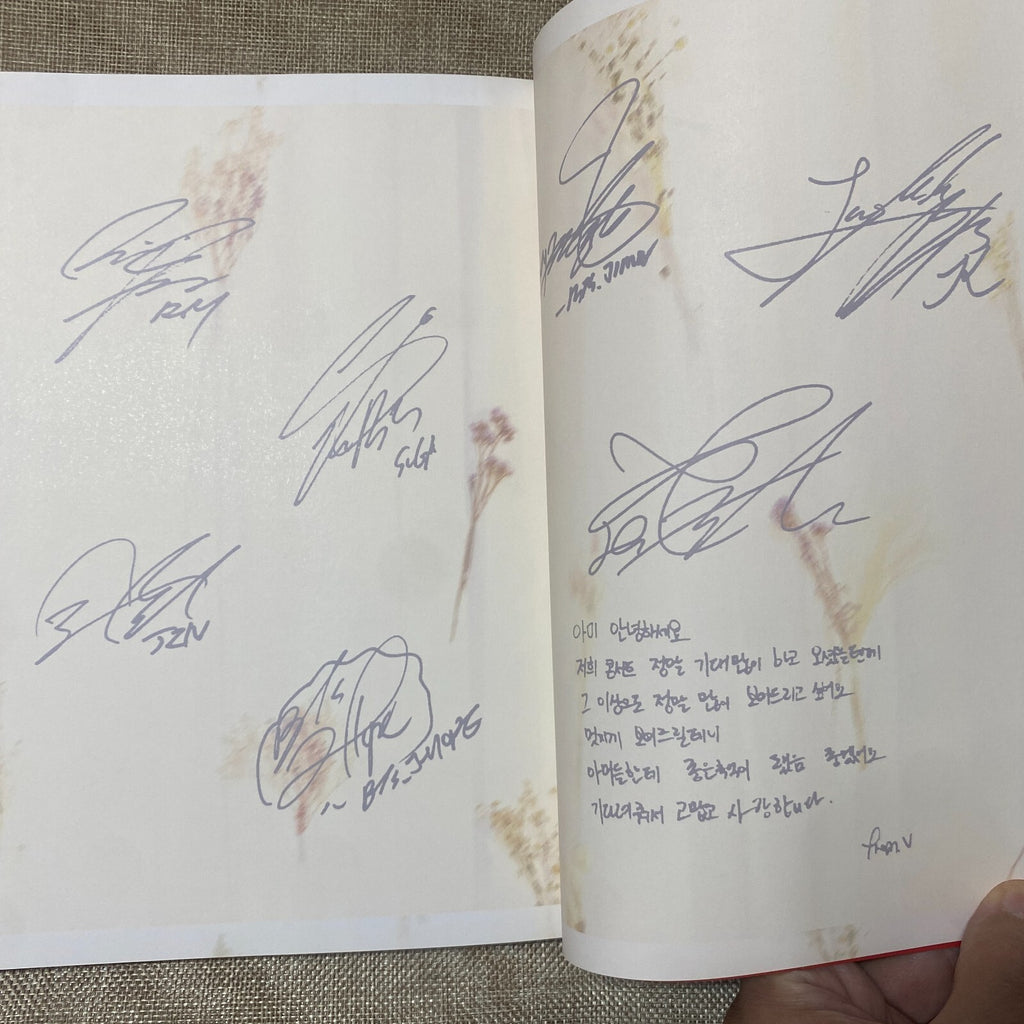 RM
SUGA
JIN
BTS
Hope
BTS_JHOPE
BTS.JIMIN
Jungkook
JK
아미 안녕하세요
저희 콘서트 정말 기대많이 하고 오셨을텐데
그 이상으로 정말 많이 보여드리고 싶어요
멋지게 보여드릴테니
아미들한테 좋은추억이 됐음 좋겠어요
기다려줘서 고맙고 사랑합니다.
from. V